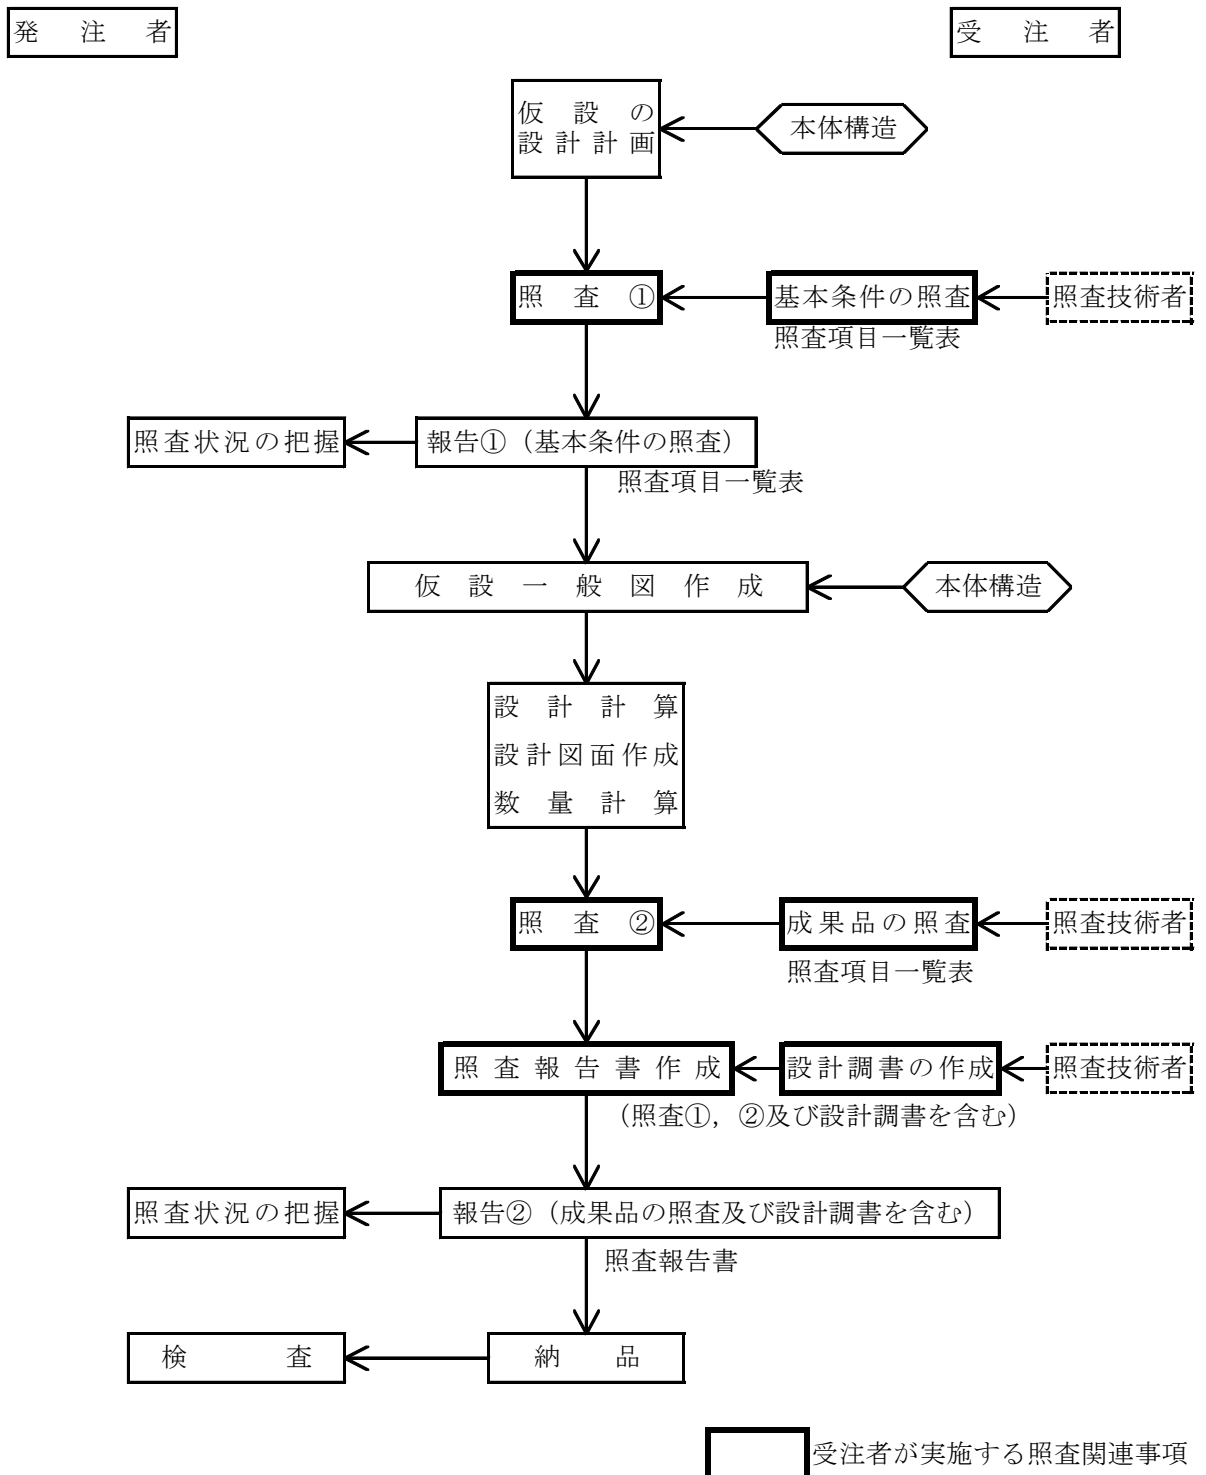 発注者
受注者
仮設の
設計計画
本体構造
照査①
基本条件の照査
照査技術者
照査項目一覧表
照査状況の把握
報告①（基本条件の照査）
照査項目一覧表
仮設一般図作成
本体構造
設計計算
設計図面作成
数量計算
照査②
成果品の照査
照査技術者
照査項目一覧表
照査報告書作成
設計調書の作成
照査技術者
（照査①，②及び設計調書を含む）
照査状況の把握
報告②（成果品の照査及び設計調書を含む）
照査報告書
検査
納品
受注者が実施する照査関連事項